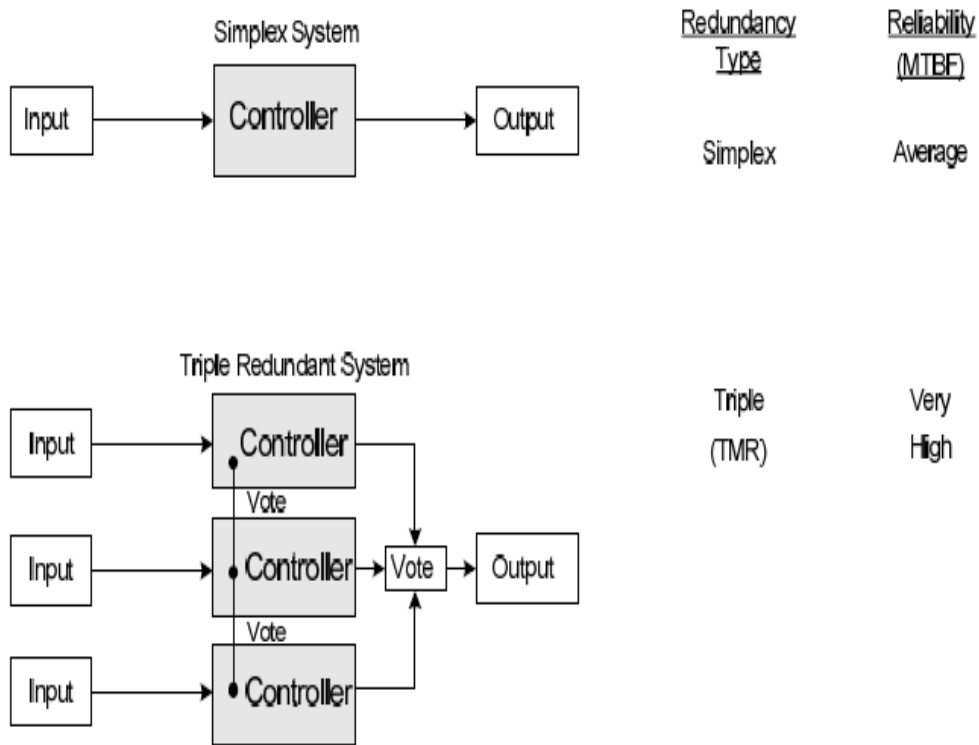 Simplex System
Redundancy
Type
Reliability
(MTBF)
Input
Controller
Output
Simplex
Average
Triple Redundant System
Input
Controller
Triple
(TMR)
Very
High
Vote
Input
Controller
Vote
Output
Vote
Input
Controller